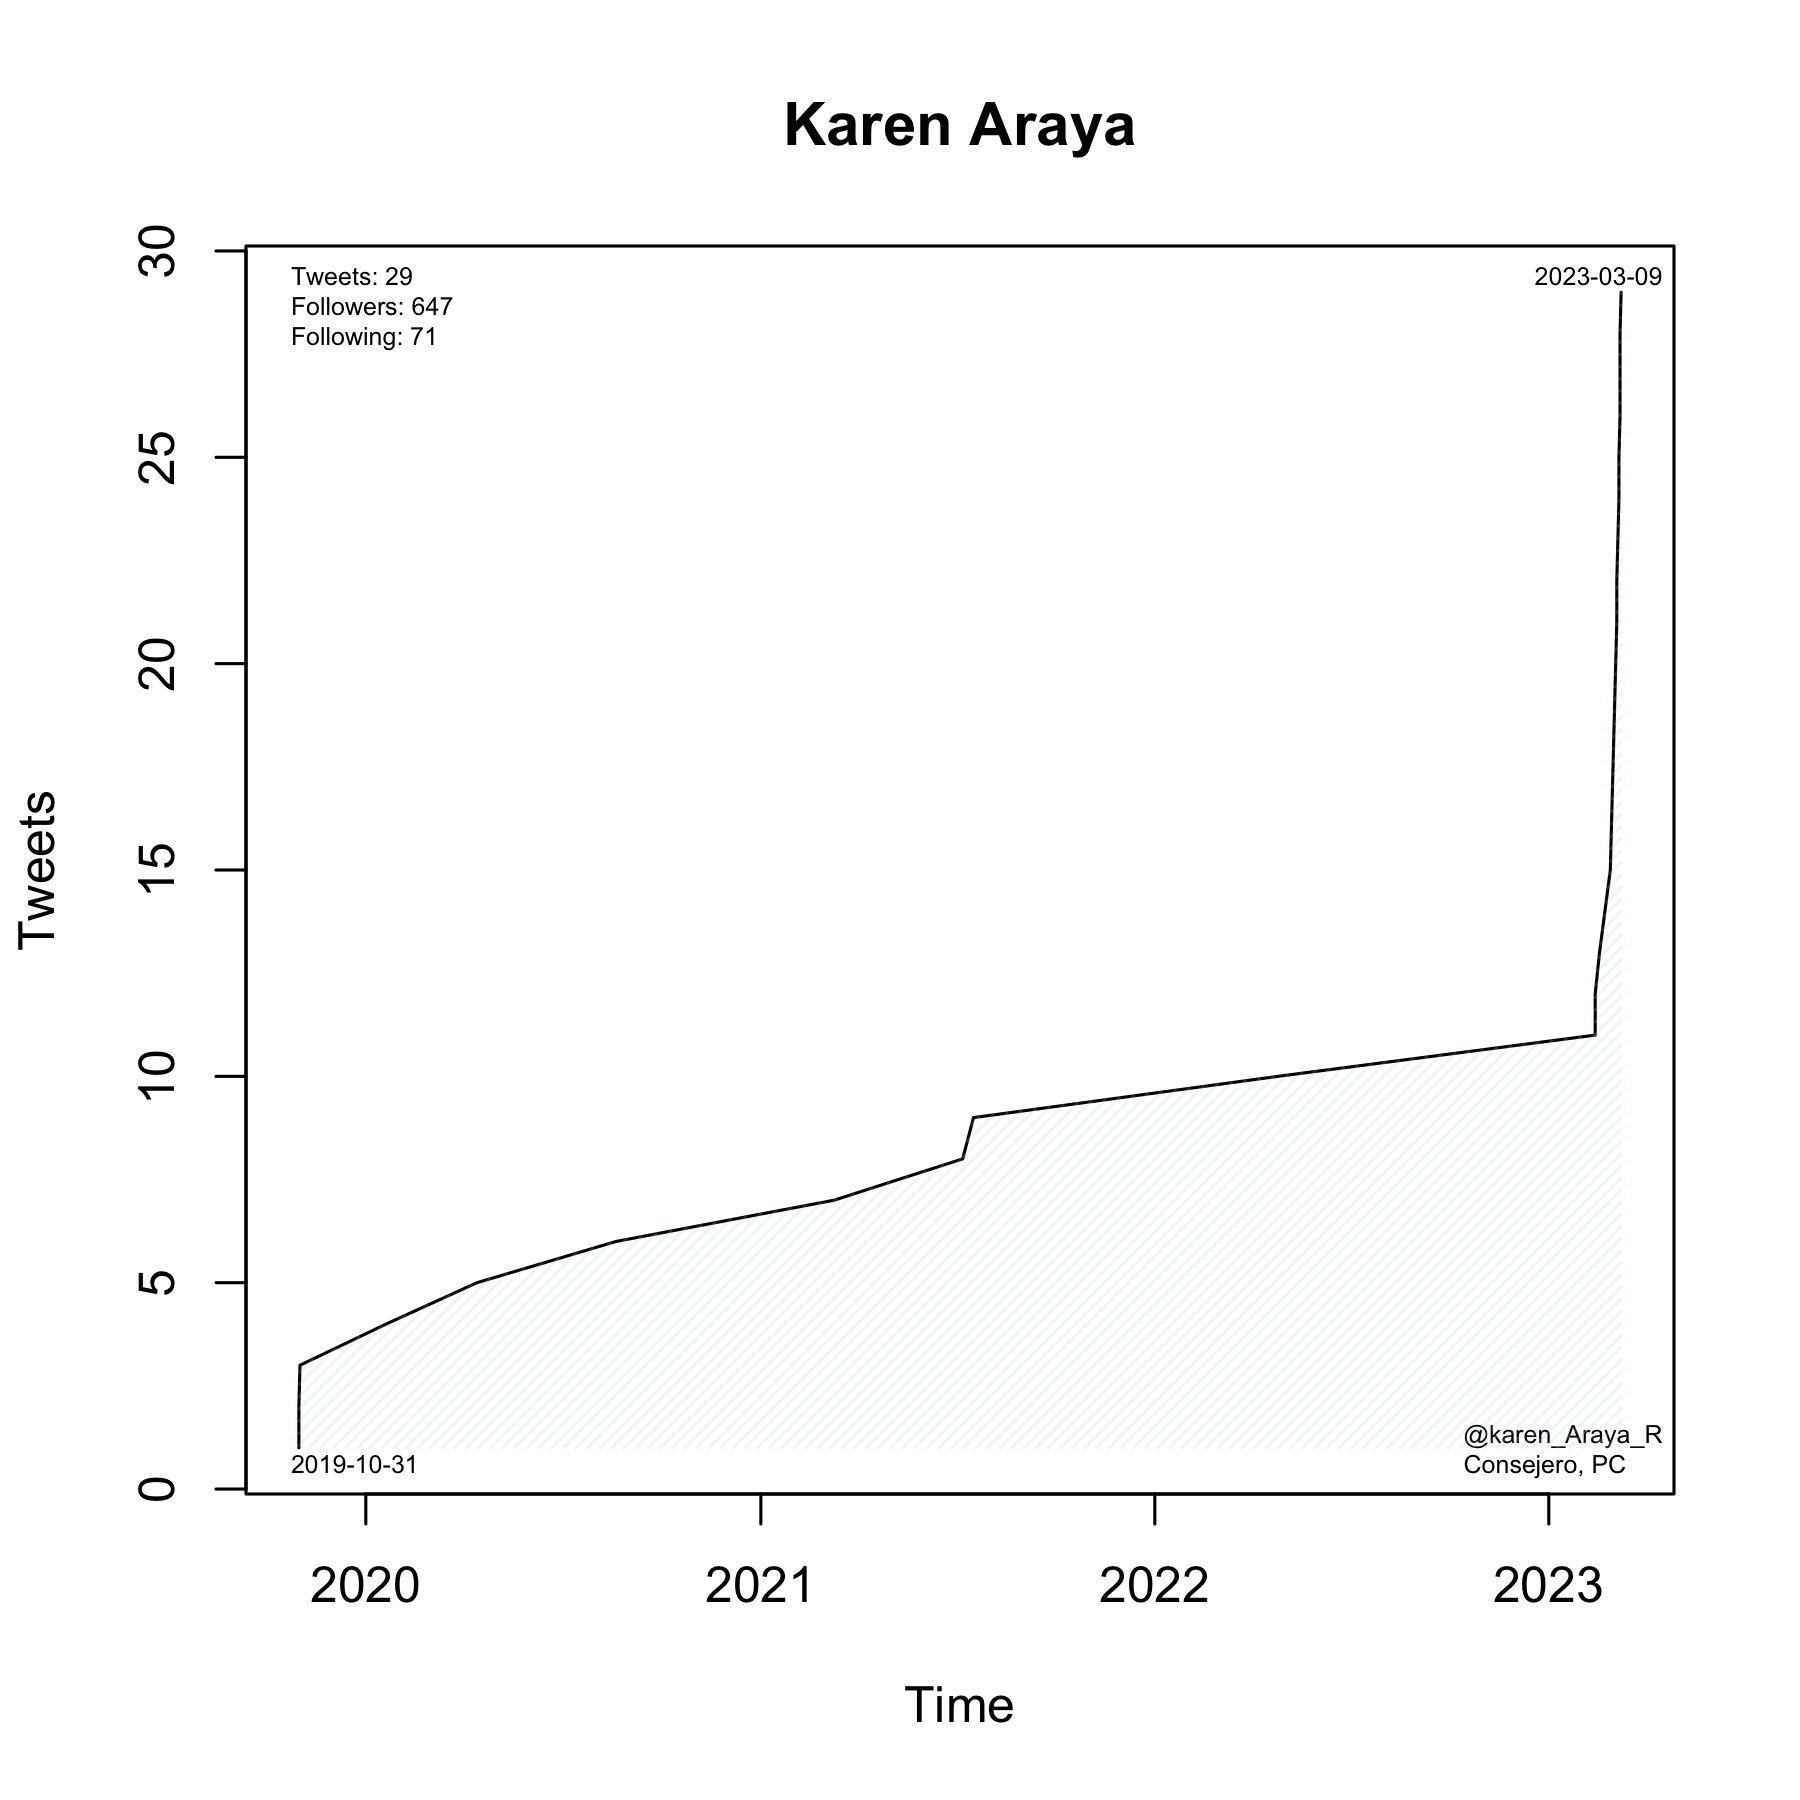 Karen Araya
Tweets: 29
Followers: 647
Following: 71
2023-03-09
30
25
20
15
10
5
0
Tweets
2019-10-31
@karen_Araya_R
Consejero, PC
2020
2021
2022
2023
Time